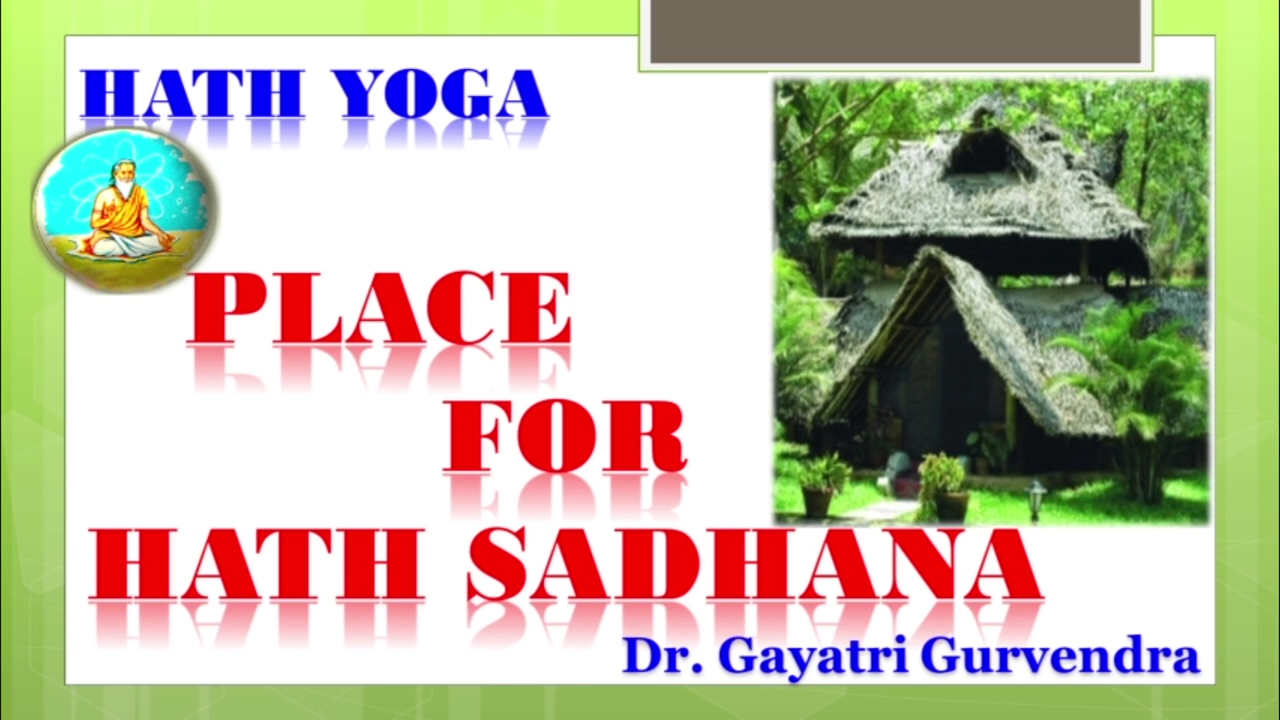 HATH YOGA
PLACE
FOR
HATH SADHANA
Dr. Gayatri Gurvendra